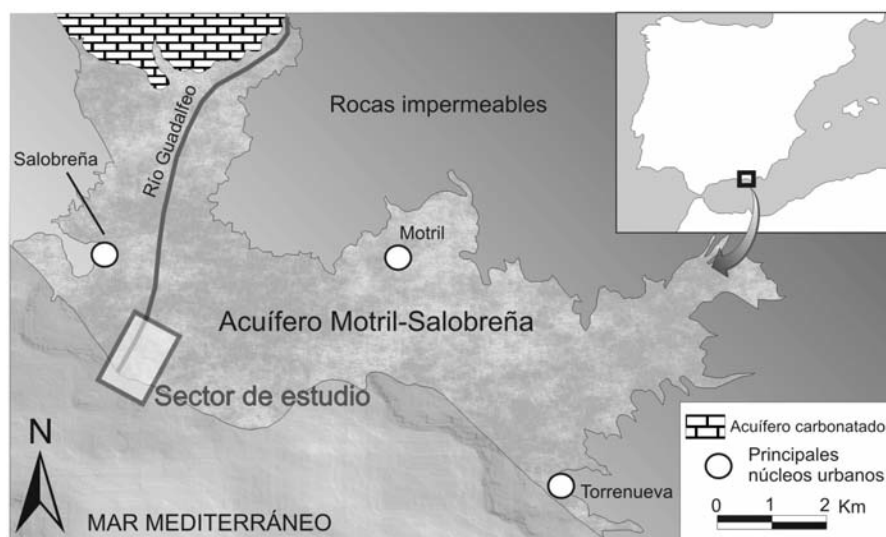 Rocas impermeables
Río Guadalfeo
Salobreña
Motril
Acuífero Motril-Salobreña
Sector de estudio
N
MAR MEDITERRÁNEO
Torrenueva
Acuífero carbonatado
Principales
núcleos urbanos
0 1 2 Km